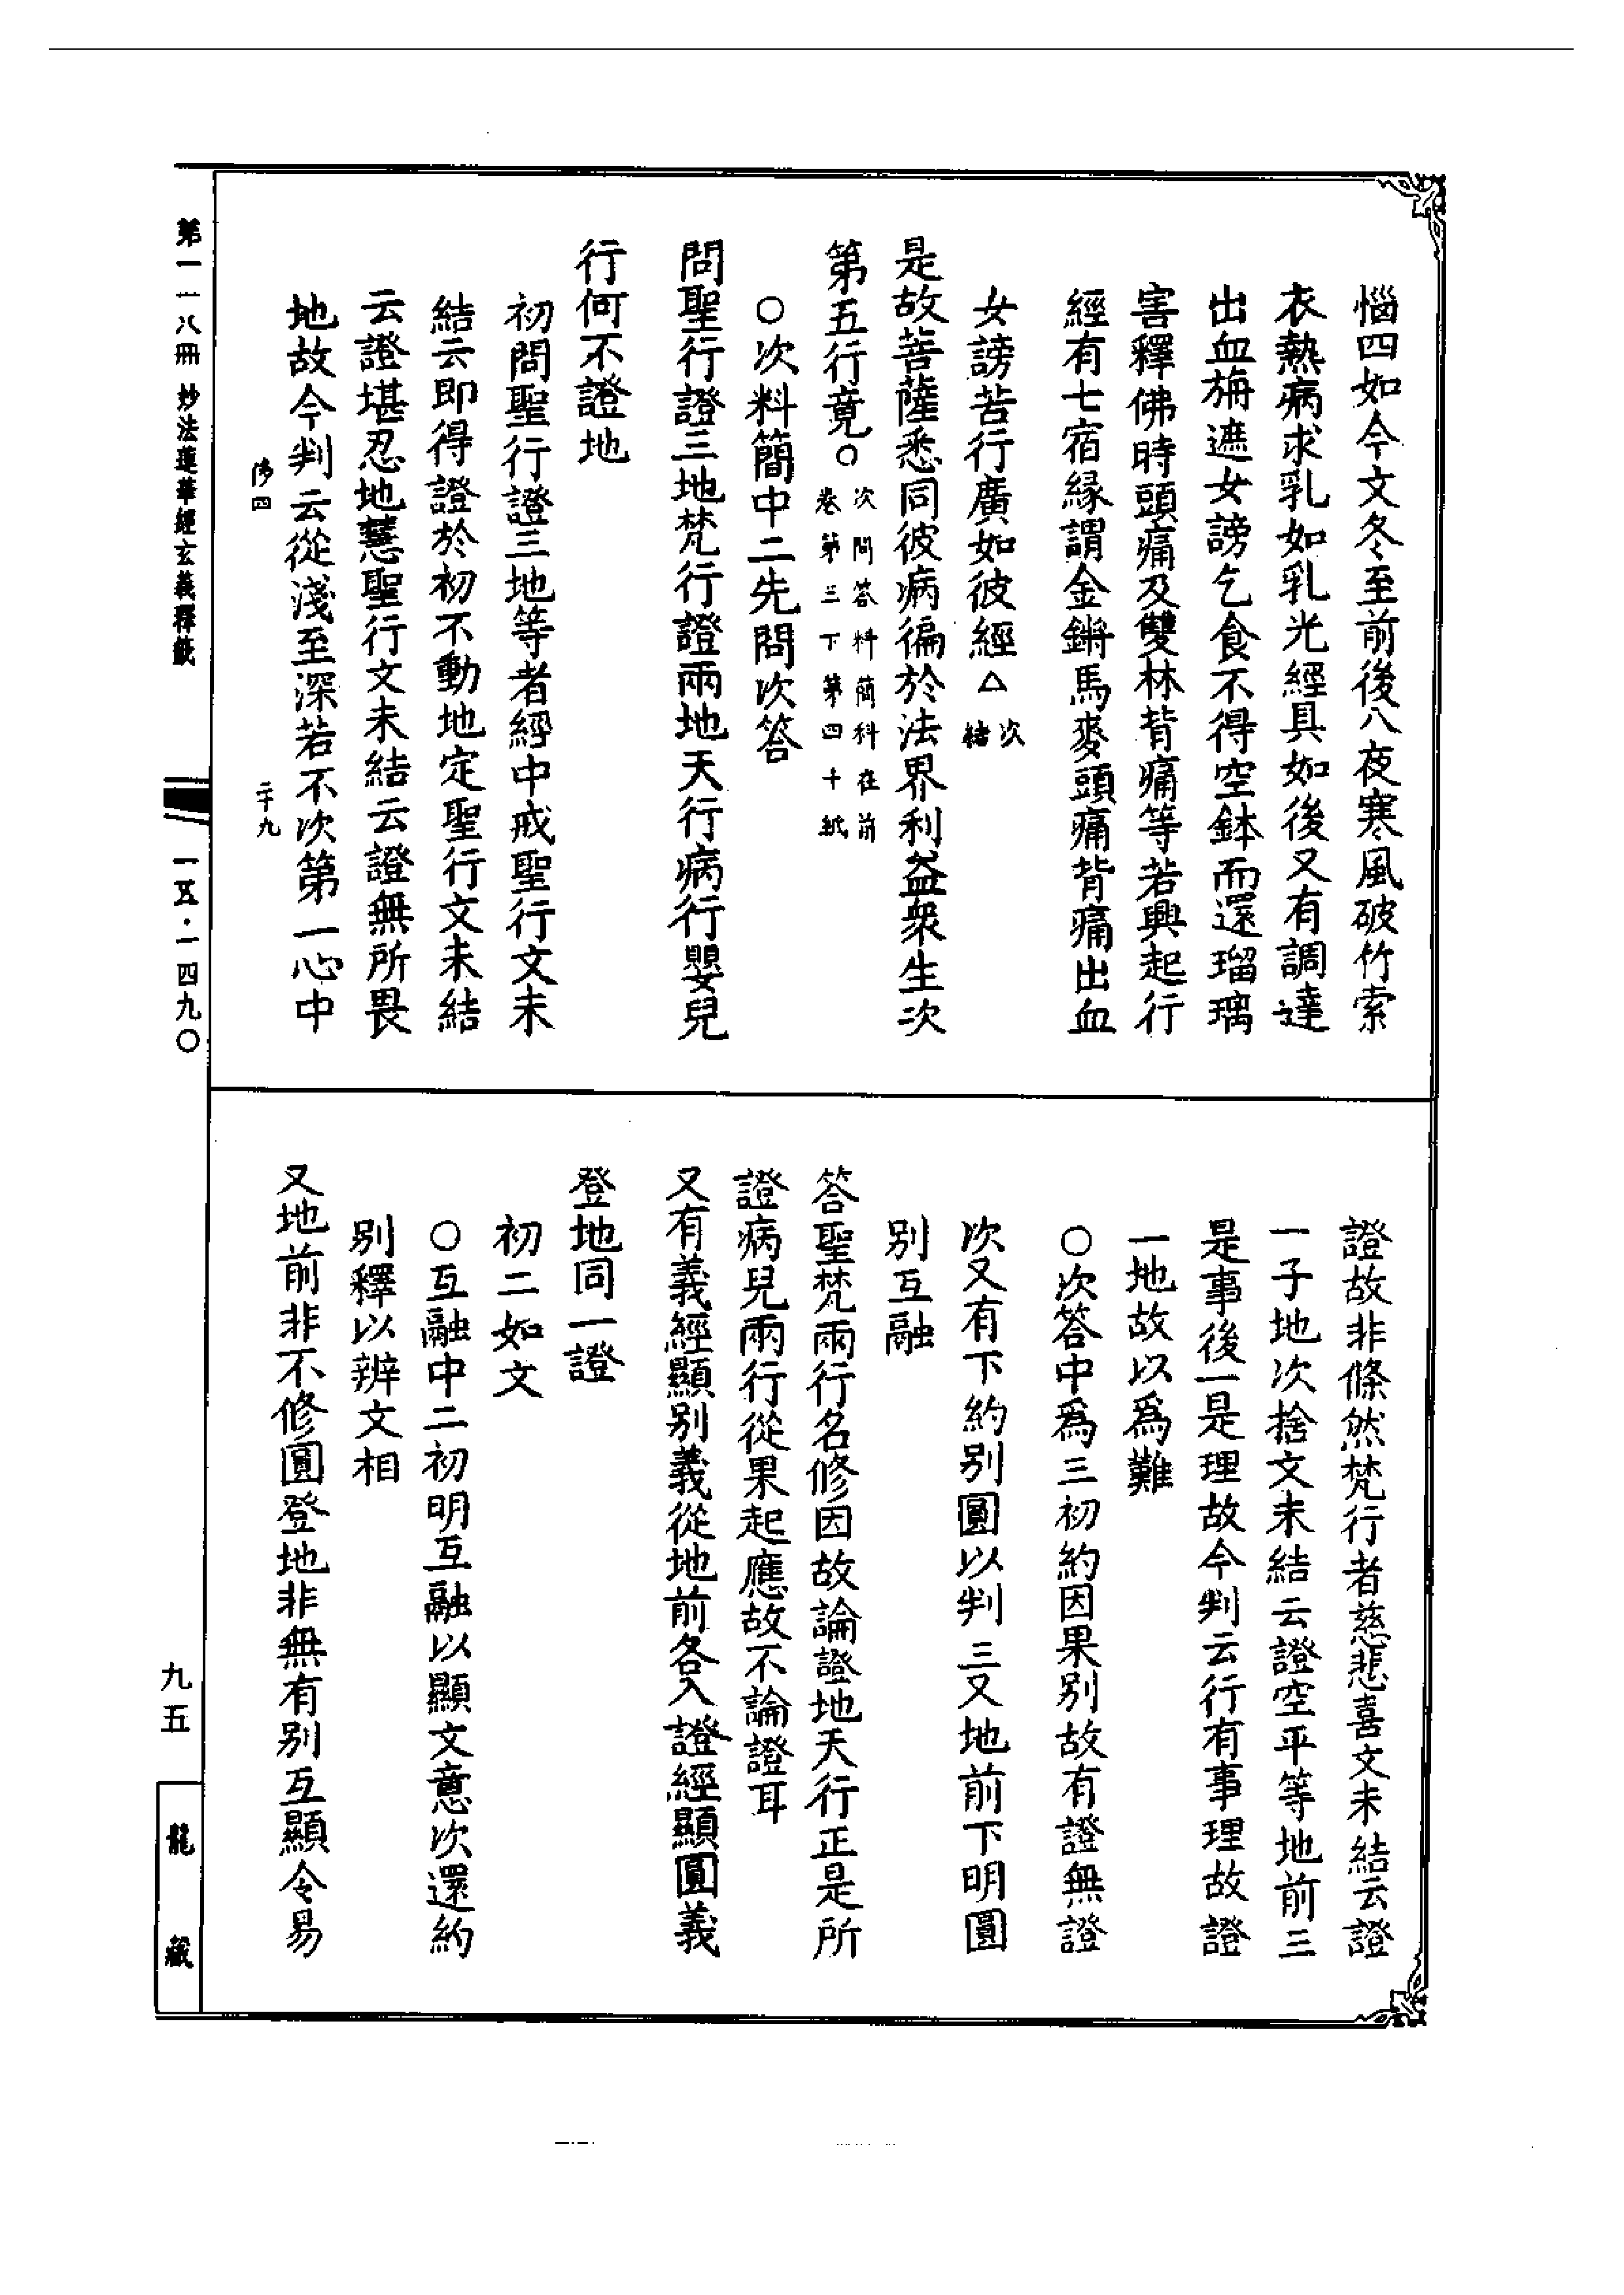 惱四如今文冬至前後八夜寒風破竹索
衣熱病求乳如乳光經具如後又有調達
出血旃遮女謗乞食不得空鉢而還瑠璃
害釋佛時頭痛及雙林背痛等若興起行
經有七宿緣謂金鏘馬麥頭痛背痛出血
女謗苦行廣如彼經△次結
是故菩薩悉同彼病徧於法界利益衆生次
第五行竟○次問答料簡科在前
卷第三下第四十紙
○次料簡中二先問次答
問聖行證三地梵行證兩地天行病行嬰兒
行何不證地
初問聖行證三地等者經中戒聖行文末
結云即得證於初不動地定聖行文末結
云證堪忍地慧聖行文末結云證無所畏
地故今判云從淺至深若不次第一心中
佛四
二十九
證故非條然梵行者慈悲喜文末結云證
一子地次捨文末結云證空平等地前三
是事後一是理故今判云行有事理故證
一地故以爲難
○次答中爲三初約因果別故有證無證
次又有下約別圓以判三又地前下明圓
別互融
答聖梵兩行名修因故論證地天行正是所
證病兒兩行從果起應故不論證耳
又有義經顯別義從地前各入證經顯圓義
登地同一證
初二如文
○互融中二初明互融以顯文意次還約
別釋以辨文相
又地前非不修圓登地非無有別互顯令易
第一一八冊 妙法蓮華經玄義釋籤
一五·一四九〇
九五
龍藏